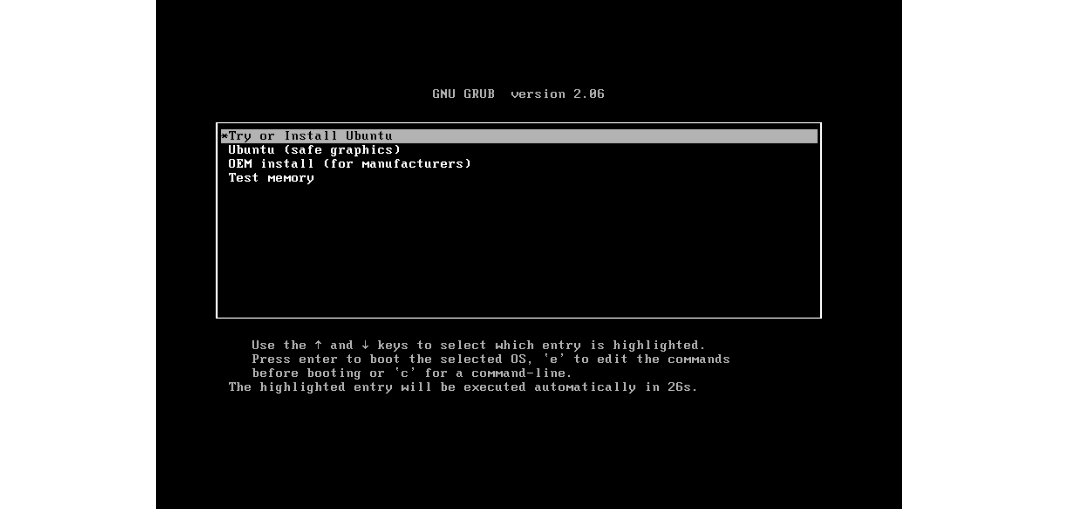 GNU GRUB  version 2.06
*Try or Install Ubuntu
Ubuntu (safe graphics)
OEM install (for manufacturers)
Test memory
Use the ↑ and ↓ keys to select which entry is highlighted.
Press enter to boot the selected OS, `e' to edit the commands
before booting or `c' for a command-line.
The highlighted entry will be executed automatically in 26s.